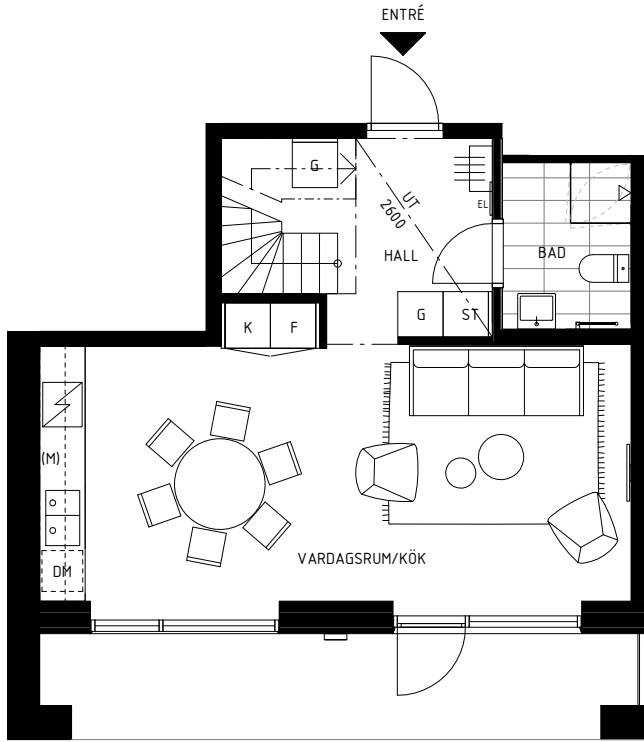 ENTRÉ
G
UT
2600
EL
HALL
BAD
G
ST
K
F
(M)
DM
VARDAGSRUM/KÖK